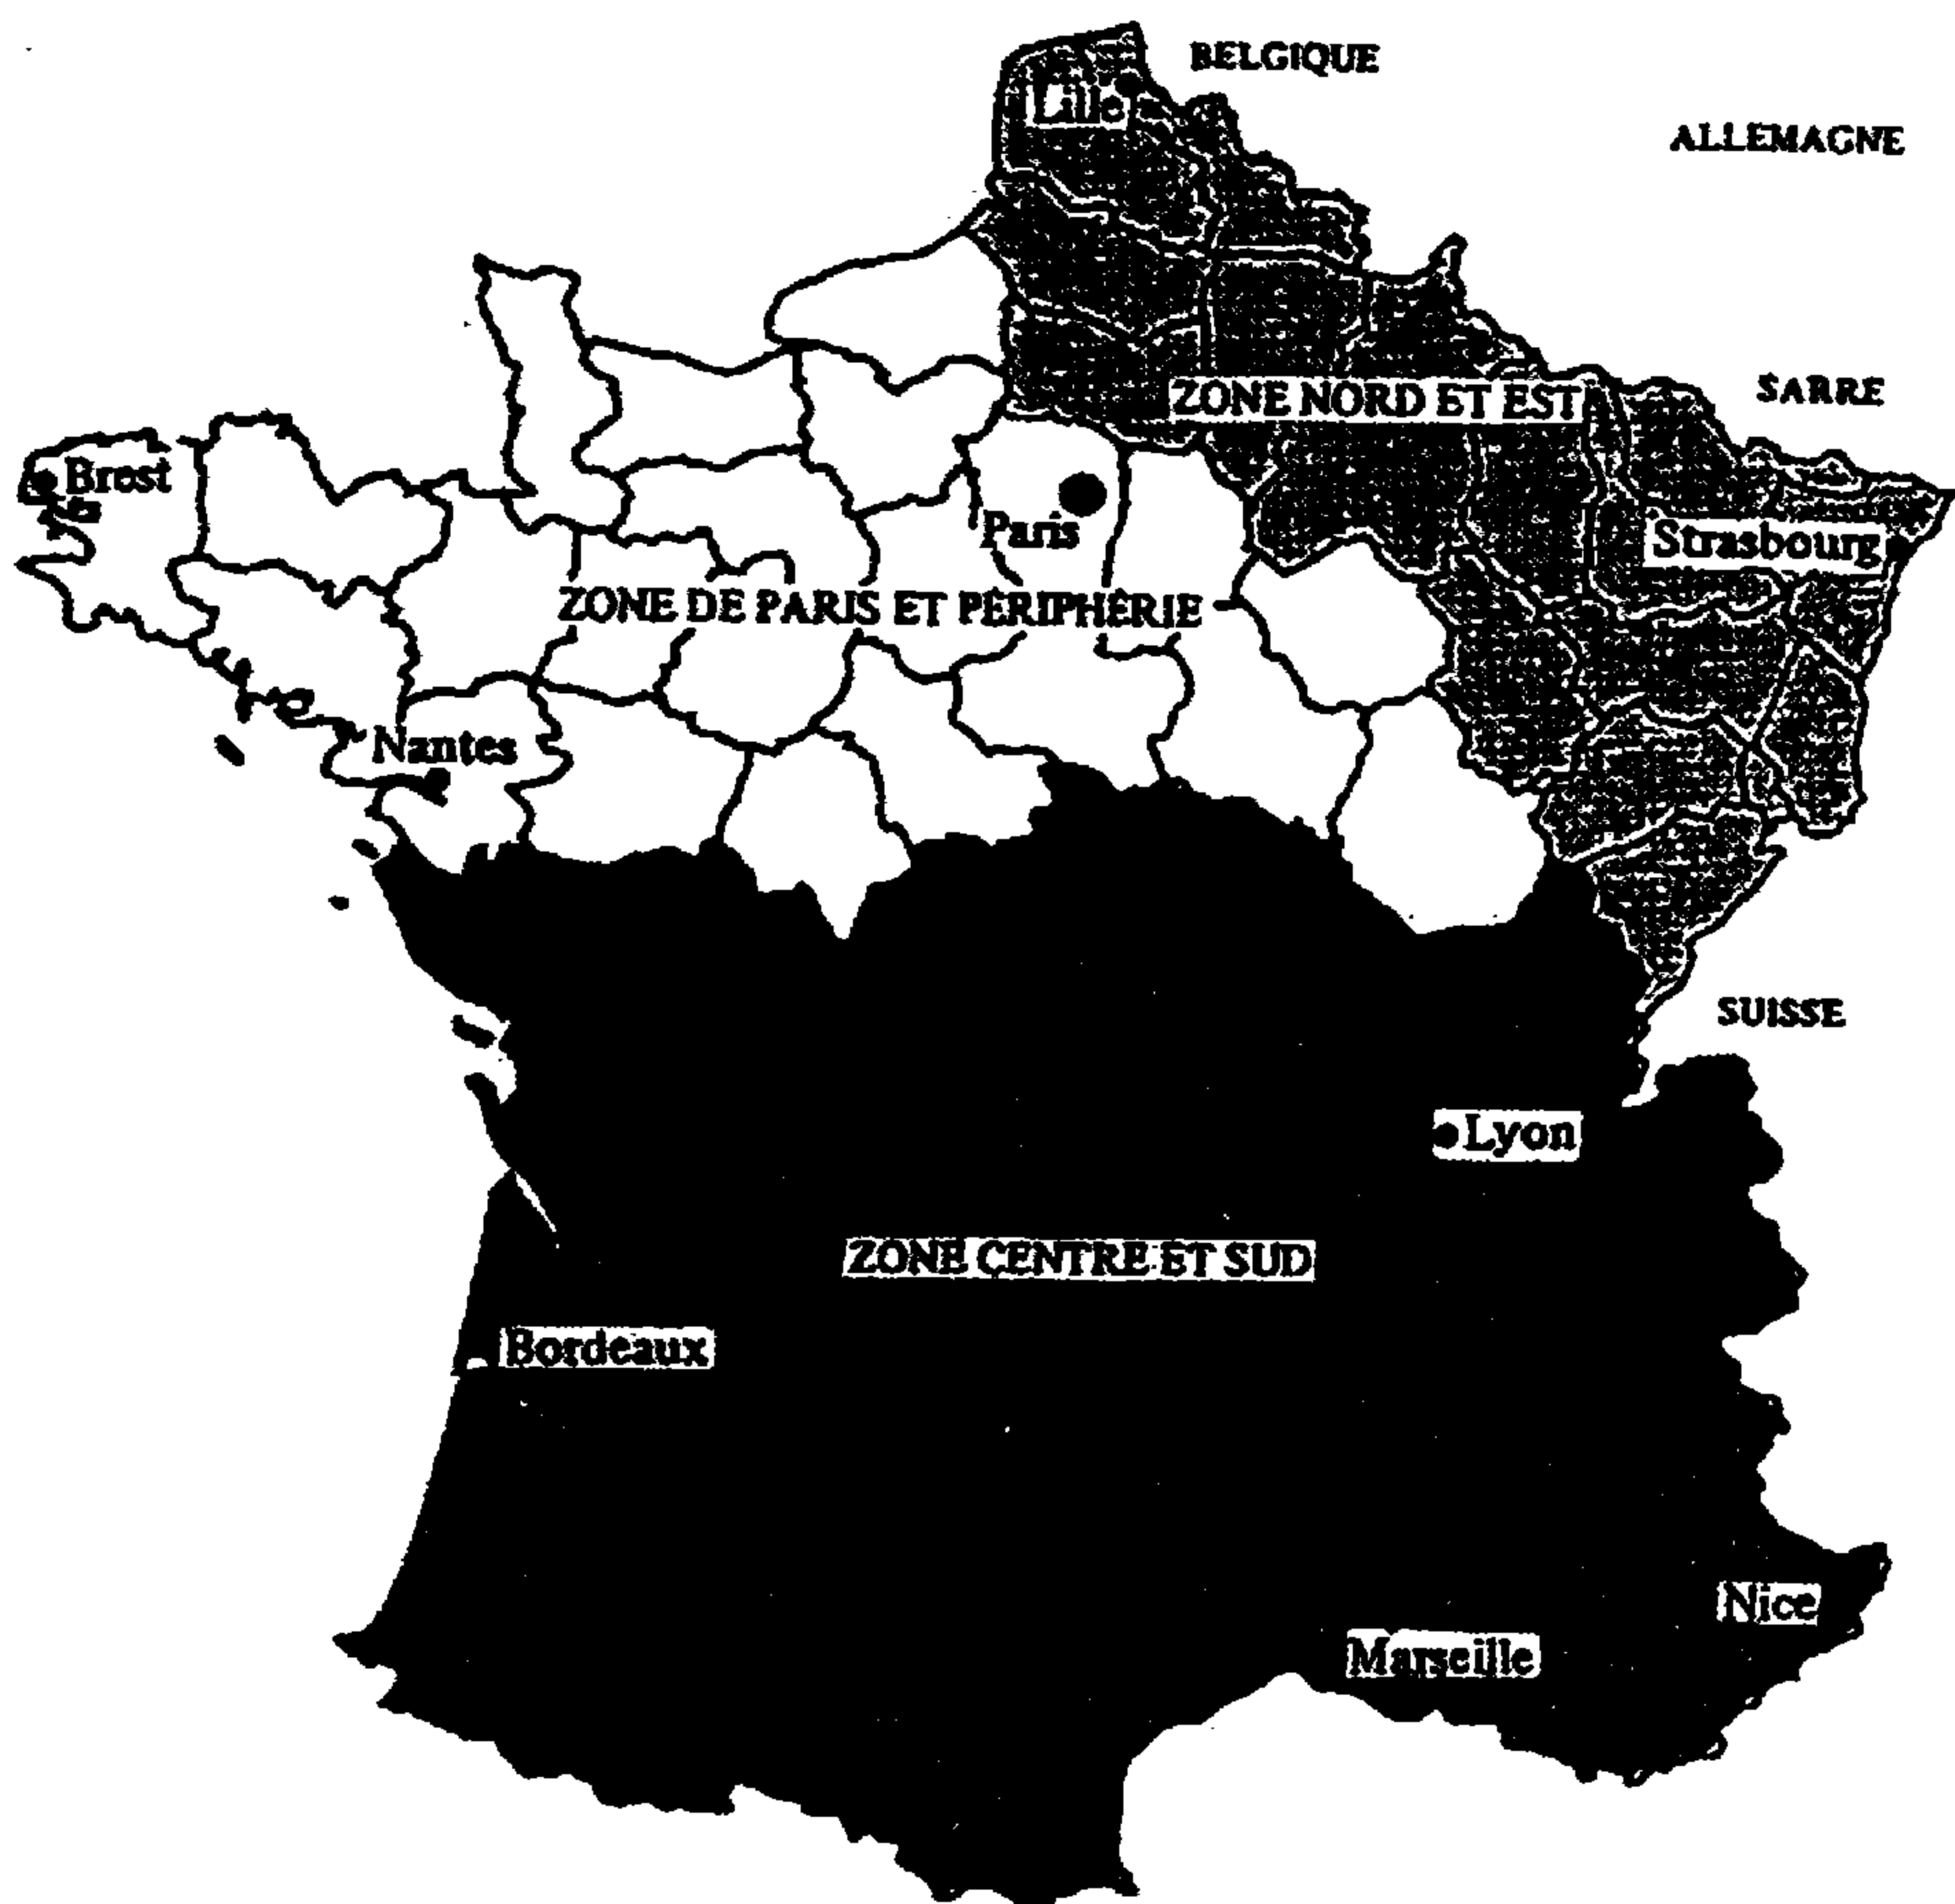 BELGIQUE
Lille
ALLEMAGNE
ZONE NORD ET EST
SARRE
Brest
Paris
Strasbourg
ZONE DE PARIS ET PÉRIPHÉRIE
Nantes
SUISSE
Lyon
ZONE CENTRE ET SUD
Bordeaux
Nice
Marseille